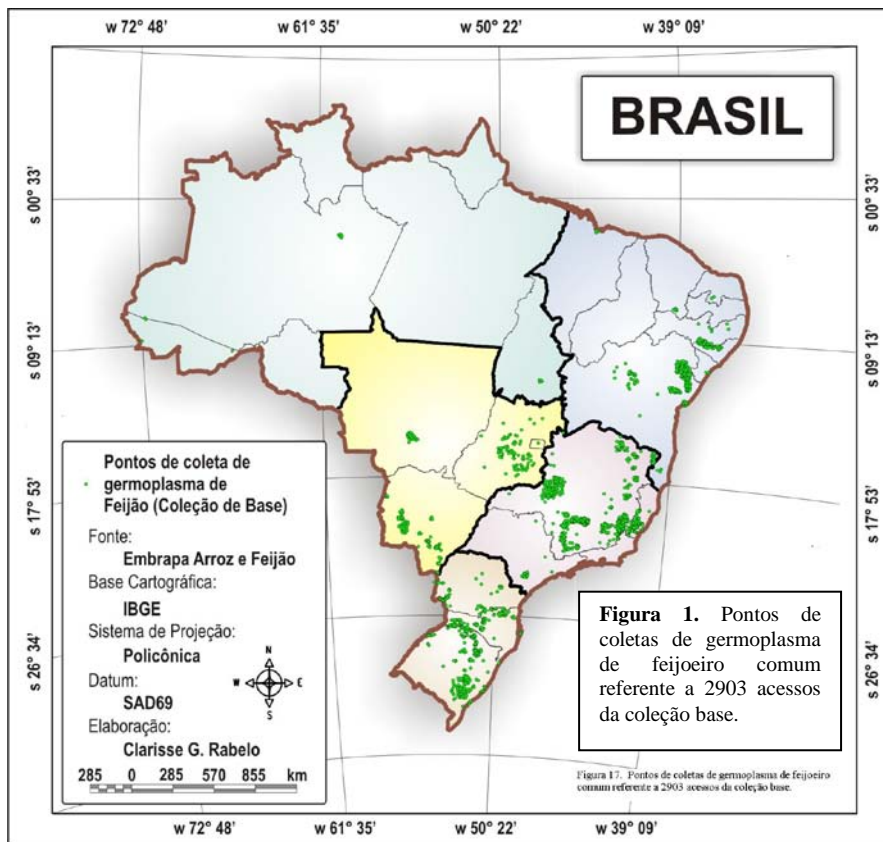 w 72° 48'
w 61° 35'
w 50° 22'
w 39° 09'
BRASIL
s 00° 33'
s 00° 33'
s 09° 13'
s 09° 13'
s 17° 53'
s 17° 53'
s 26° 34'
s 26° 34'
Pontos de coleta de
germoplasma de
Feijão (Coleção de Base)
Fonte:
Embrapa Arroz e Feijão
Base Cartográfica:
IBGE
Sistema de Projeção:
Policônica
Datum:
SAD69
Elaboração:
Clarisse G. Rabelo
N
W
E
S
285 0 285 570 855 km
Figura 1. Pontos de
coletas de germoplasma
de feijoeiro comum
referente a 2903 acessos
da coleção base.
Figura 17. Pontos de coletas de germoplasma de feijoeiro
comum referente a 2903 acessos da coleção base.
w 72° 48'
w 61° 35'
w 50° 22'
w 39° 09'